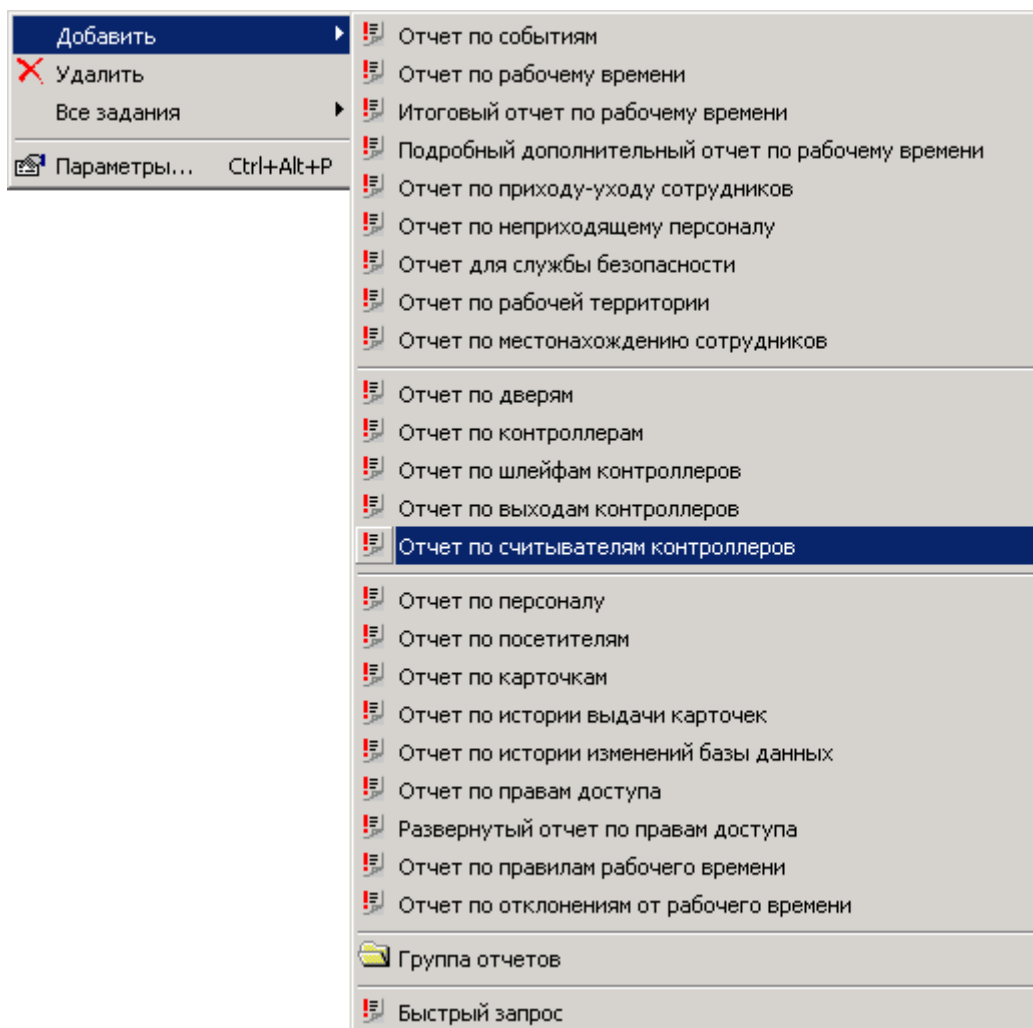 Добавить
Удалить
Все задания
Параметры... Ctrl+Alt+P
Отчет по событиям
Отчет по рабочему времени
Итоговый отчет по рабочему времени
Подробный дополнительный отчет по рабочему времени
Отчет по приходу-уходу сотрудников
Отчет по неприходящему персоналу
Отчет для службы безопасности
Отчет по рабочей территории
Отчет по местонахождению сотрудников
Отчет по дверям
Отчет по контроллерам
Отчет по шлейфам контроллеров
Отчет по выходам контроллеров
Отчет по считывателям контроллеров
Отчет по персоналу
Отчет по посетителям
Отчет по карточкам
Отчет по истории выдачи карточек
Отчет по истории изменений базы данных
Отчет по правам доступа
Развернутый отчет по правам доступа
Отчет по правилам рабочего времени
Отчет по отклонениям от рабочего времени
Группа отчетов
Быстрый запрос